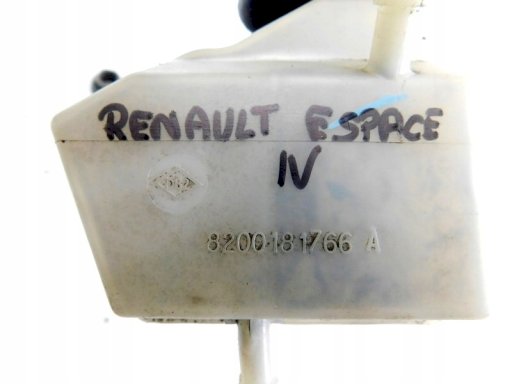 RENAULT ESPACE
IV
8200181766 A